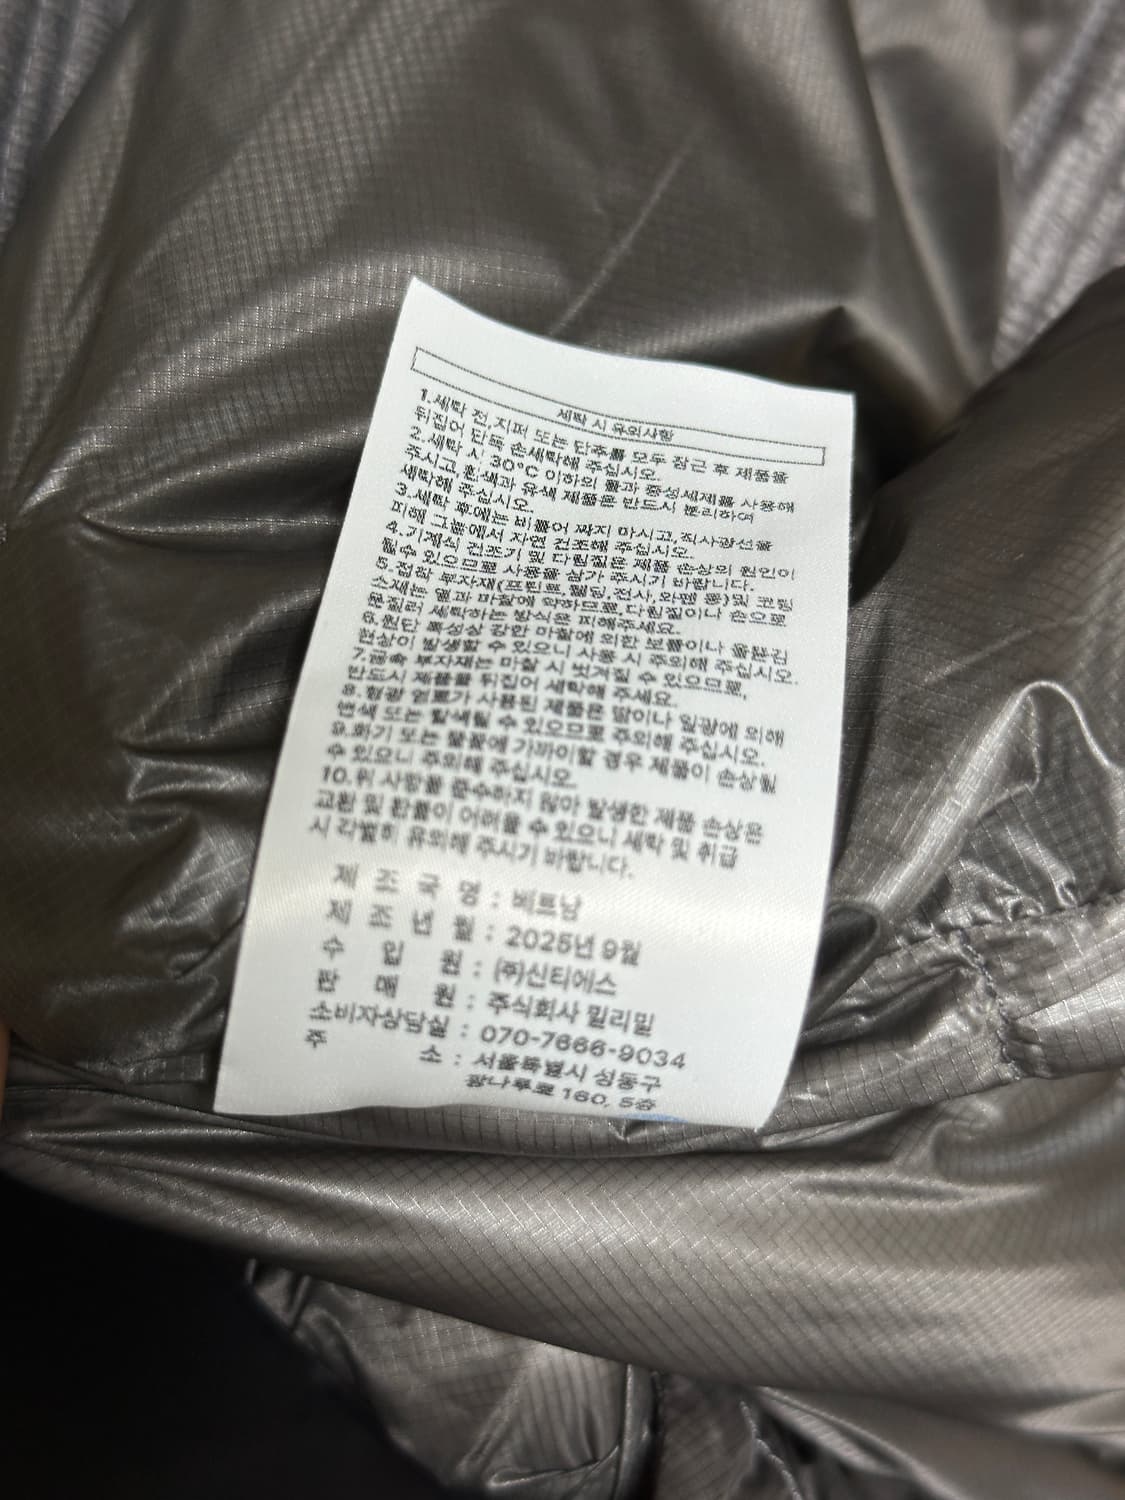 세탁 시 유의사항
1.세탁 전,지퍼 또는 단추를 모두 잠근 후 제품을
뒤집어 단독 손세탁해 주십시오.
2.세탁 시 30°C 이하의 물과 중성세제를 사용해
주시고 흰색과 유색 제품은 반드시 분리하여
세탁해 주십시오.
3.세탁 후에는 비틀어 짜지 마시고,직사광선을
피해 그늘에서 자연 건조해 주십시오.
4.기계식 건조기 및 다림질은 제품 손상의 원인이
될수 있으므로 사용을 삼가 주시기 바랍니다.
5.접착 부자재(프린트,웰딩,전사,와펜 등)및 코팅
소재는 열과 마찰에 약하므로,다림질이나 손으로
문질러 세탁하는 방식은 피해주세요.
6.원단 특성상 강한 마찰에 의한 보풀이나 올뜯김
현상이 발생할 수 있으니 사용 시 주의해 주십시오.
7.금속 부자재는 마찰 시 벗겨질 수 있으므로,
반드시 제품을 뒤집어 세탁해 주세요.
8.형광 염료가 사용된 제품은 땀이나 일광에 의해
변색 또는 탈색될 수 있으므로 주의해 주십시오.
9.화기 또는 불꽃에 가까이할 경우 제품이 손상될
수 있으니 주의해 주십시오.
10.위 사항을 준수하지 않아 발생한 제품 손상은
교환 및 환불이 어려울 수 있으니 세탁 및 취급
시 각별히 유의해 주시기 바랍니다.
제 조 국 명 : 베트남
제 조 년 월 : 2025년 9월
수 입 원 : (주)신티에스
판 매 원 : 주식회사 밀리밀
소비자상담실 : 070-7666-9034
주 소 : 서울특별시 성동구
광나루로 160, 5층